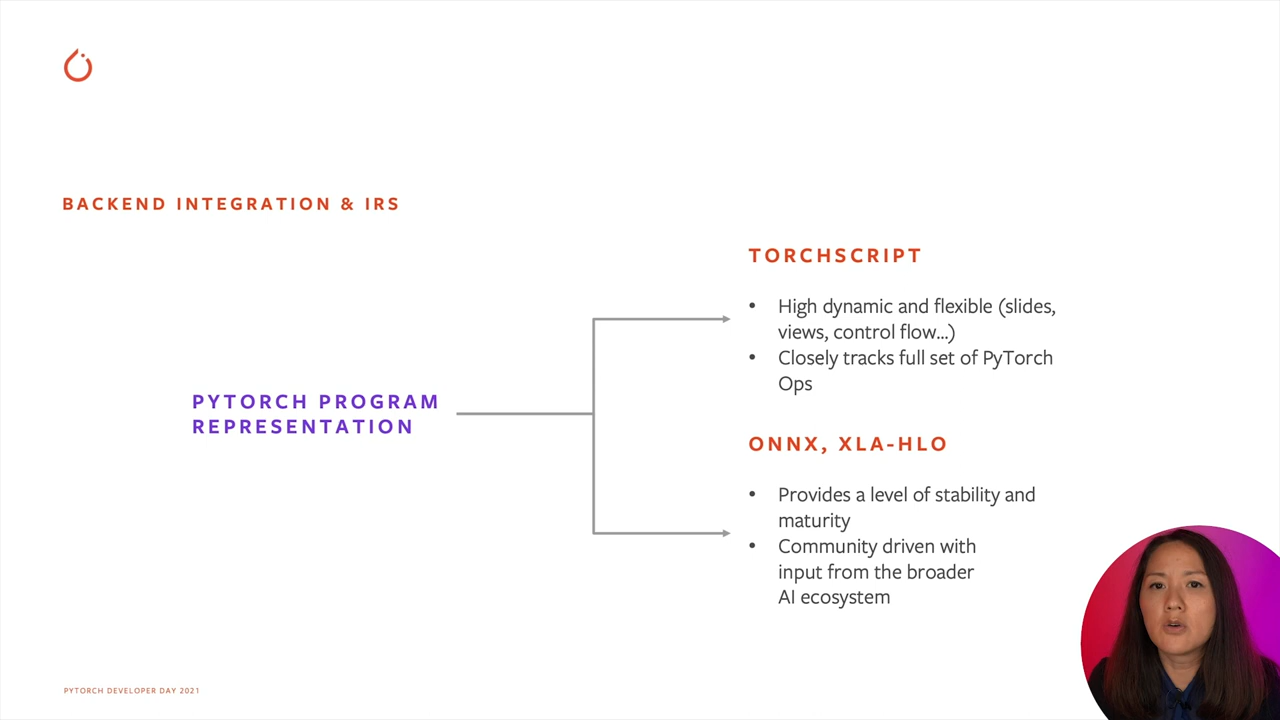 BACKEND INTEGRATION & IRS
TORCHSCRIPT
• High dynamic and flexible (slides,
views, control flow...)
• Closely tracks full set of PyTorch
Ops
PYTORCH PROGRAM
REPRESENTATION
ONNX, XLA-HLO
• Provides a level of stability and
maturity
• Community driven with
input from the broader
AI ecosystem
PYTORCH DEVELOPER DAY 2021